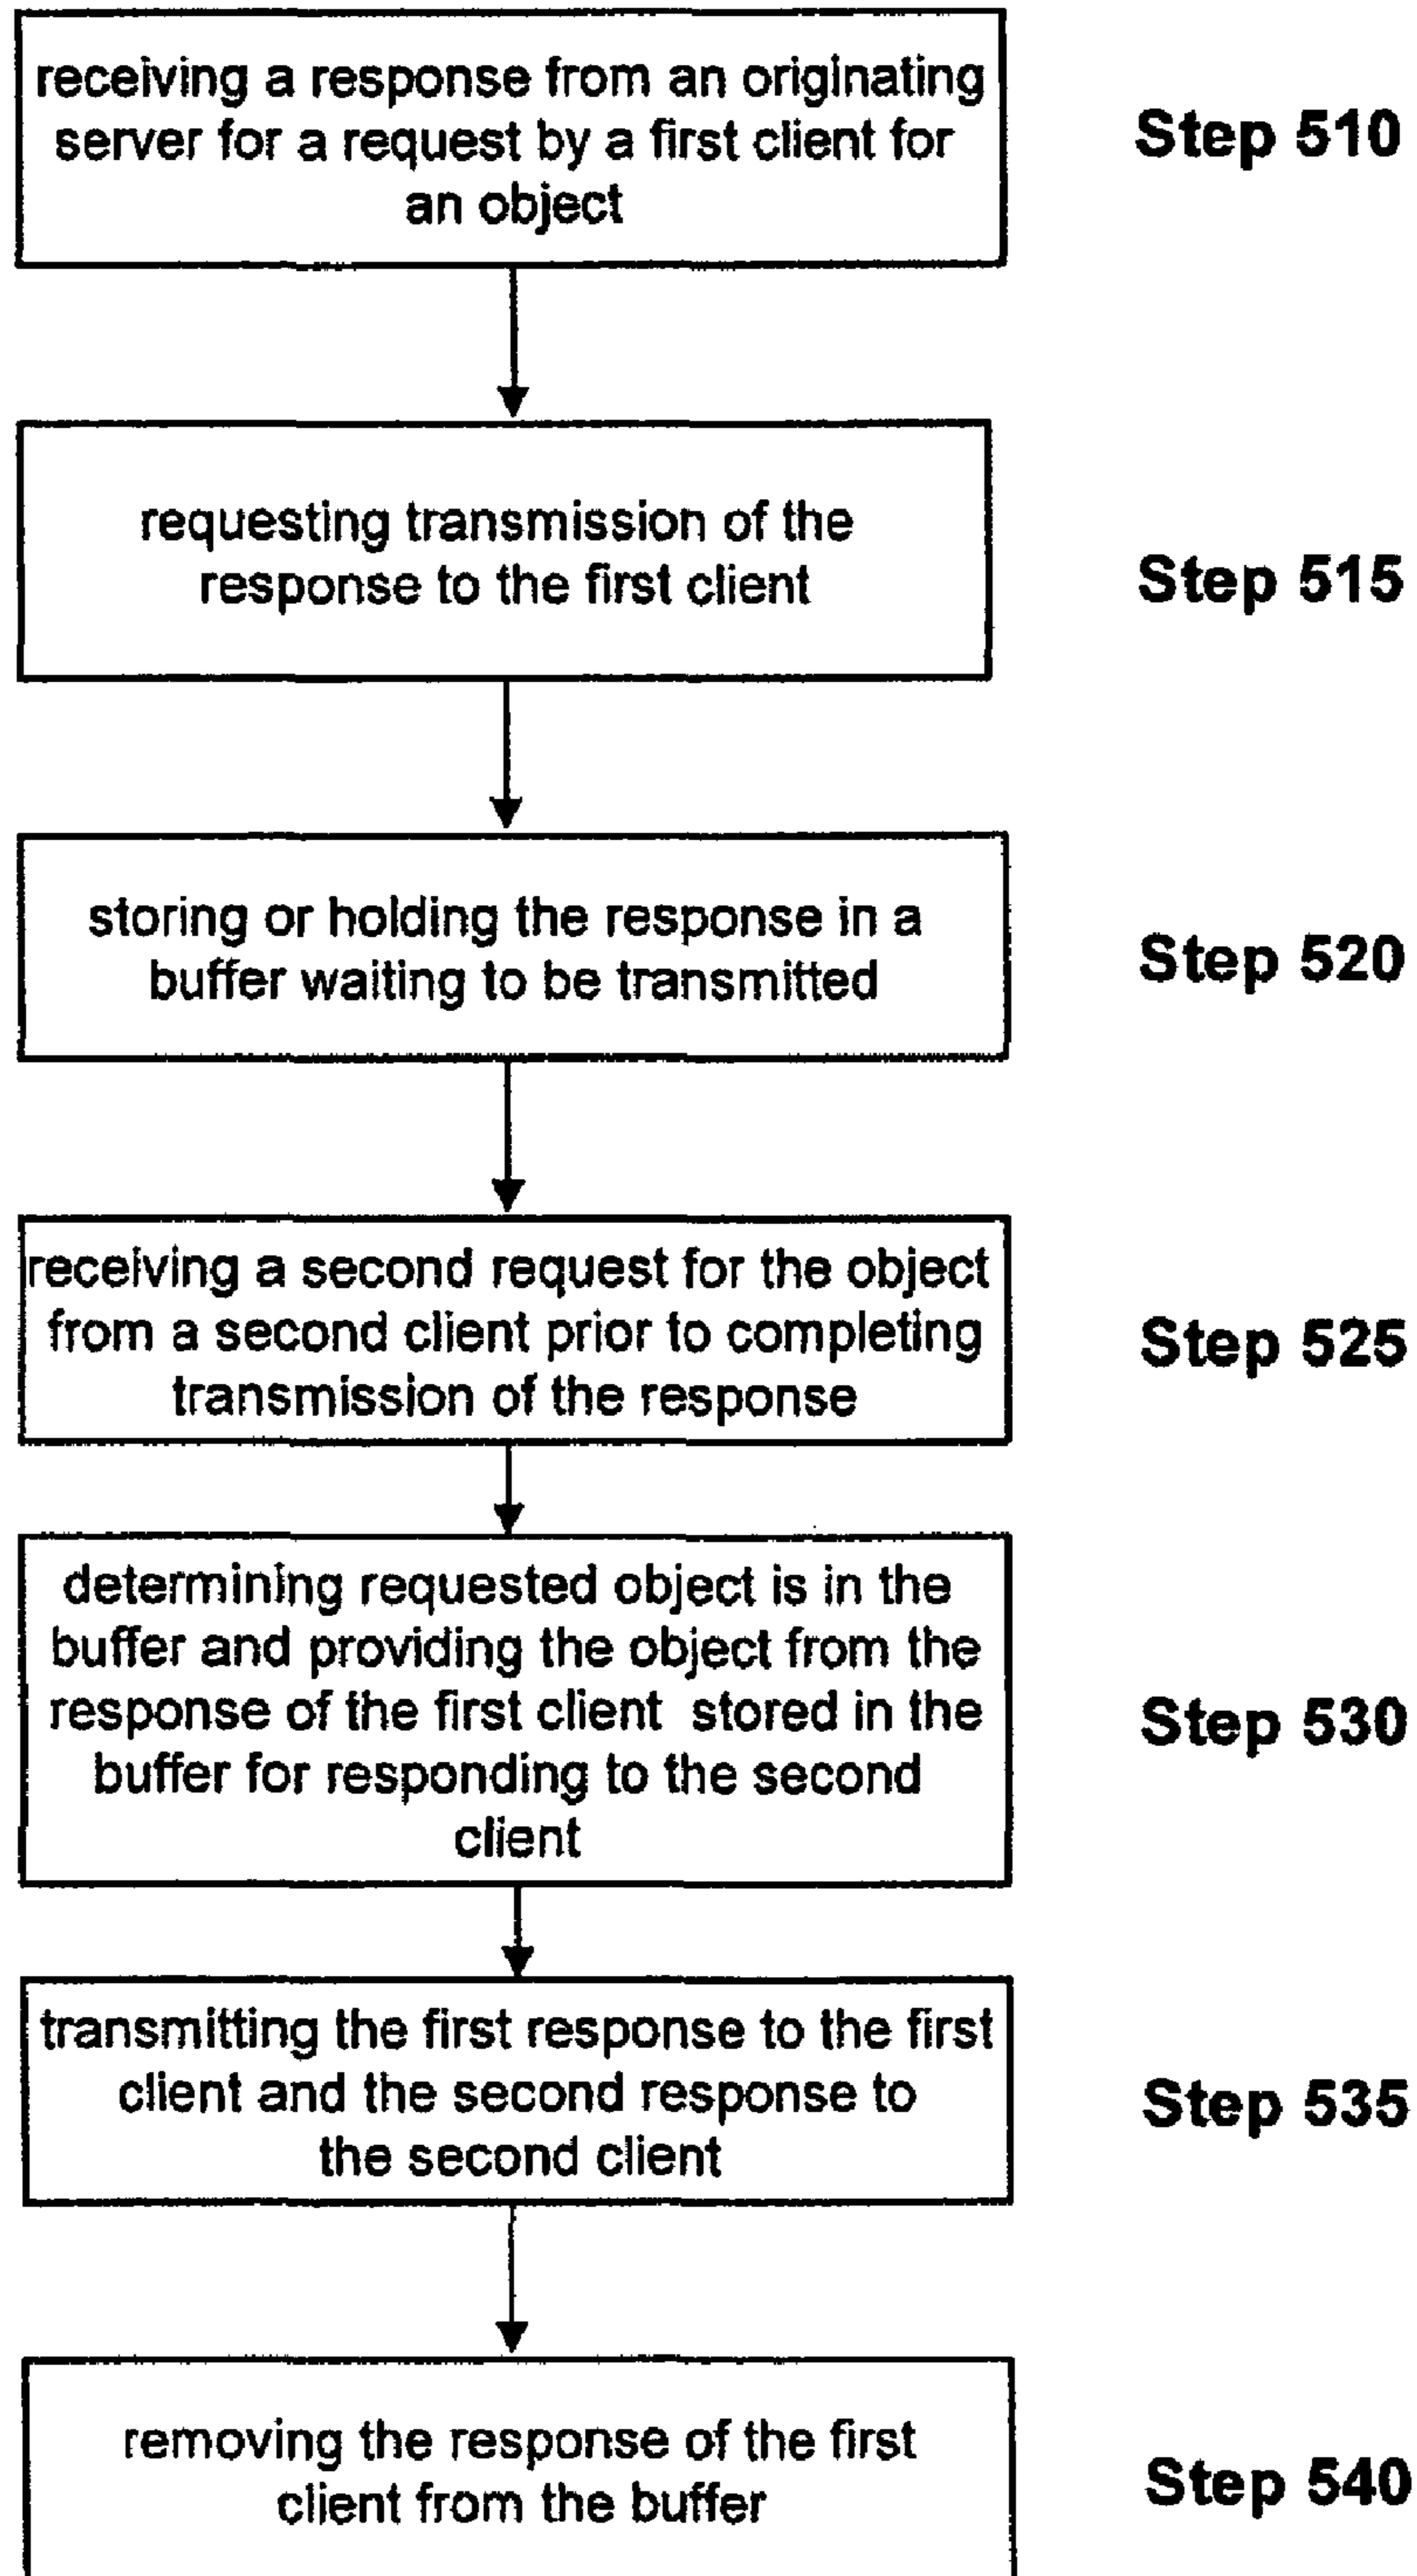 receiving a response from an originating
server for a request by a first client for
an object
Step 510
requesting transmission of the
response to the first client
Step 515
storing or holding the response in a
buffer waiting to be transmitted
Step 520
receiving a second request for the object
from a second client prior to completing
transmission of the response
Step 525
determining requested object is in the
buffer and providing the object from the
response of the first client stored in the
buffer for responding to the second
client
Step 530
transmitting the first response to the first
client and the second response to
the second client
Step 535
removing the response of the first
client from the buffer
Step 540